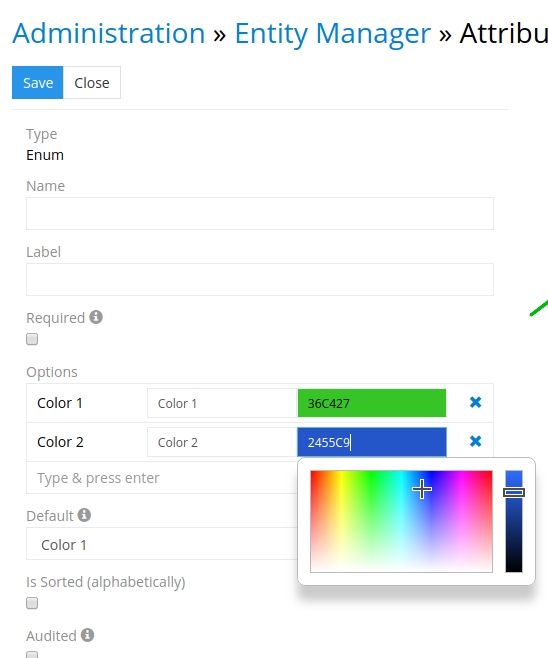 Administration » Entity Manager » Attribu
Save Close
Type
Enum
Name
Label
Required
Options
Color 1 Color 1 36C427
Color 2 Color 2 2455C9
Type & press enter
Default
Color 1
Is Sorted (alphabetically)
Audited